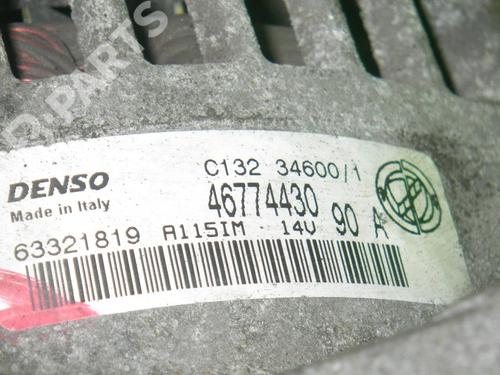 C132 34600/1
DENSO
46774430
Made in Italy
90 A
63321819 A115IM - 14V
B-PARTS